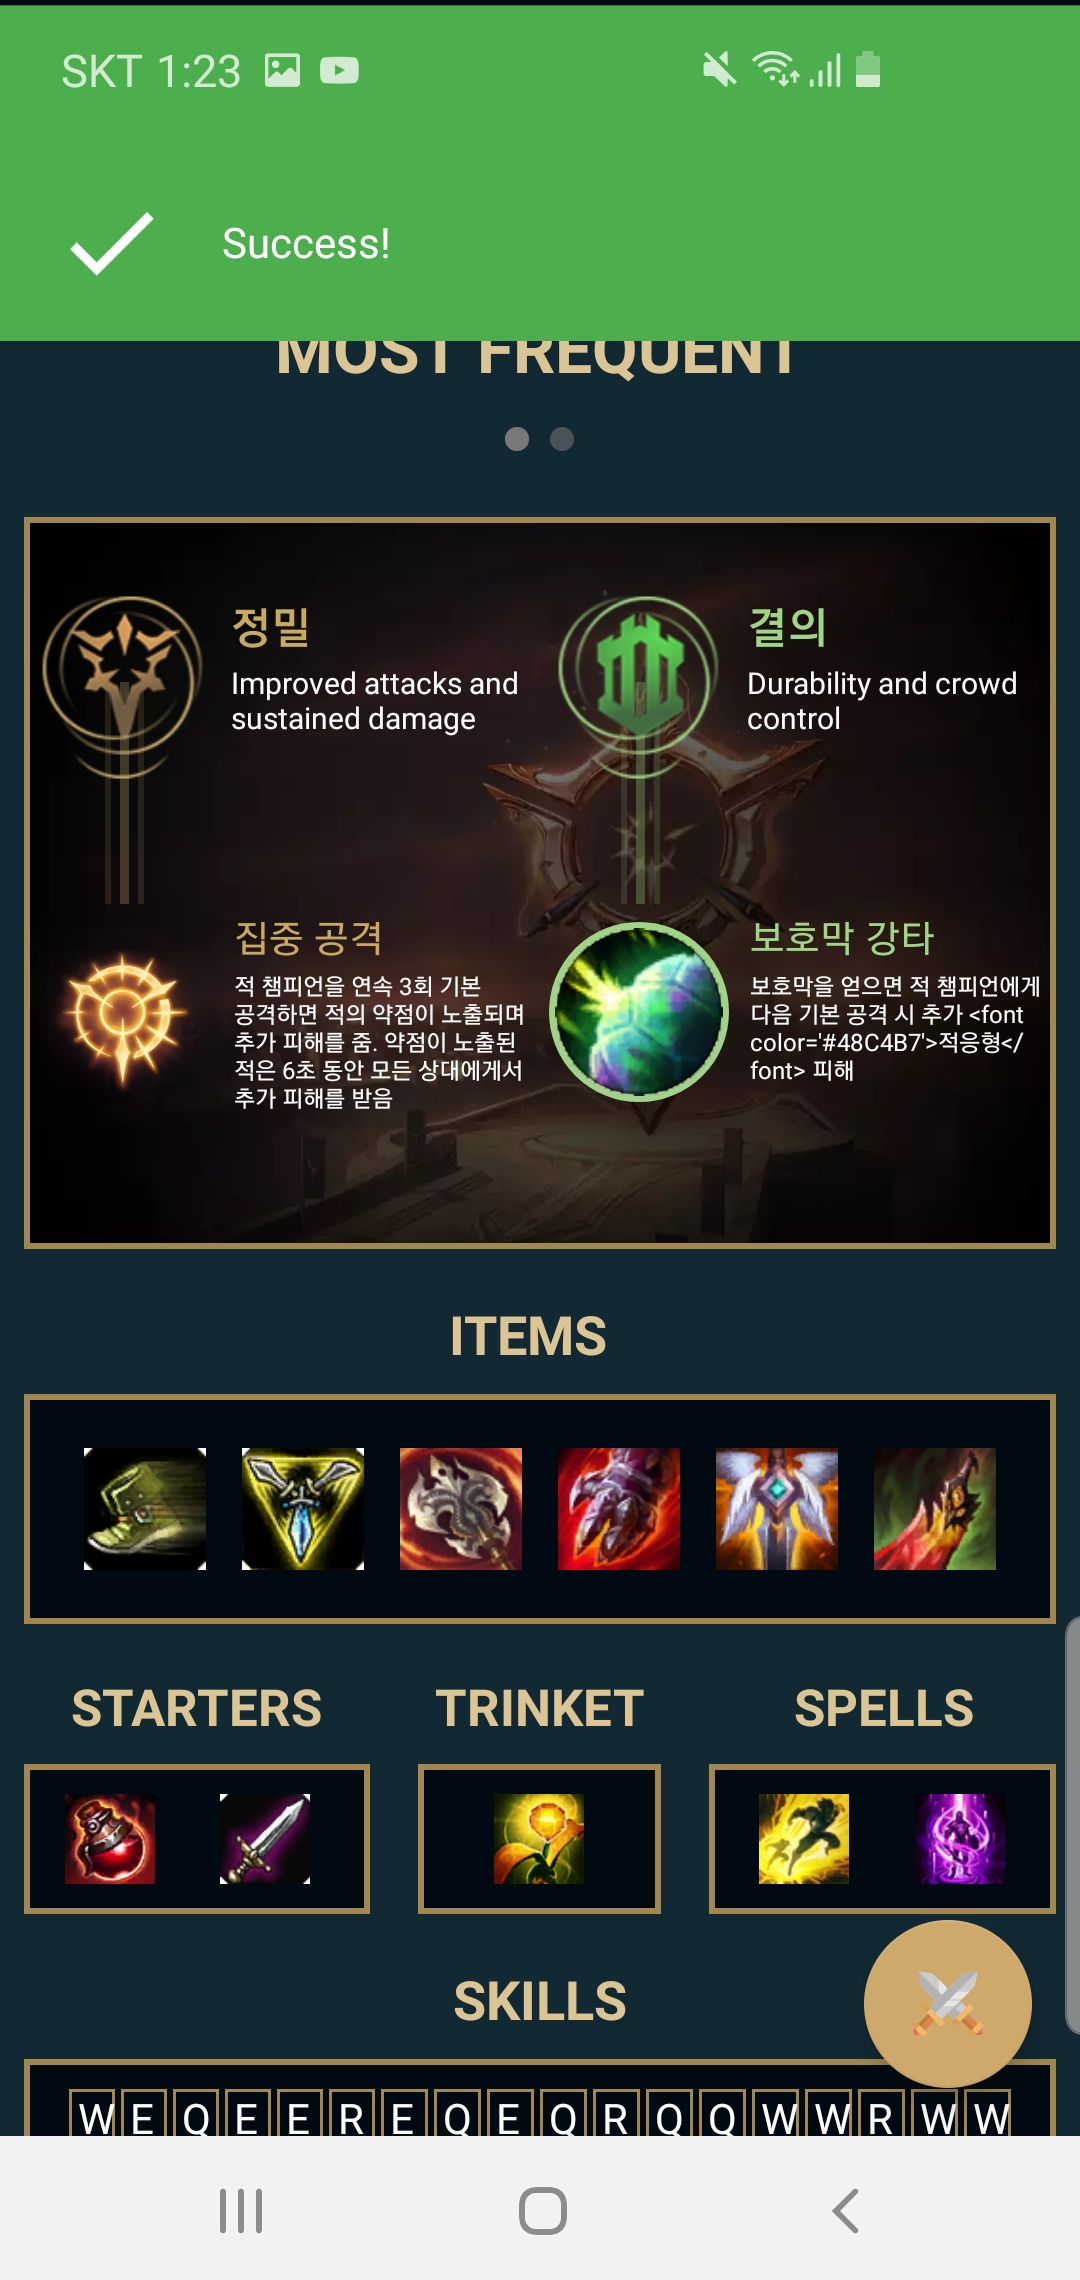 SKT 1:23
Success!
MOST FREQUENT
정밀
Improved attacks and
sustained damage
결의
Durability and crowd
control
집중 공격
적 챔피언을 연속 3회 기본
공격하면 적의 약점이 노출되며
추가 피해를 줌. 약점이 노출된
적은 6초 동안 모든 상대에게서
추가 피해를 받음
보호막 강타
보호막을 얻으면 적 챔피언에게
다음 기본 공격 시 추가 <font
color='#48C4B7'>적응형</
font> 피해
ITEMS
STARTERS
TRINKET
SPELLS
SKILLS
W E Q E E R E Q E Q R Q Q W W R W W